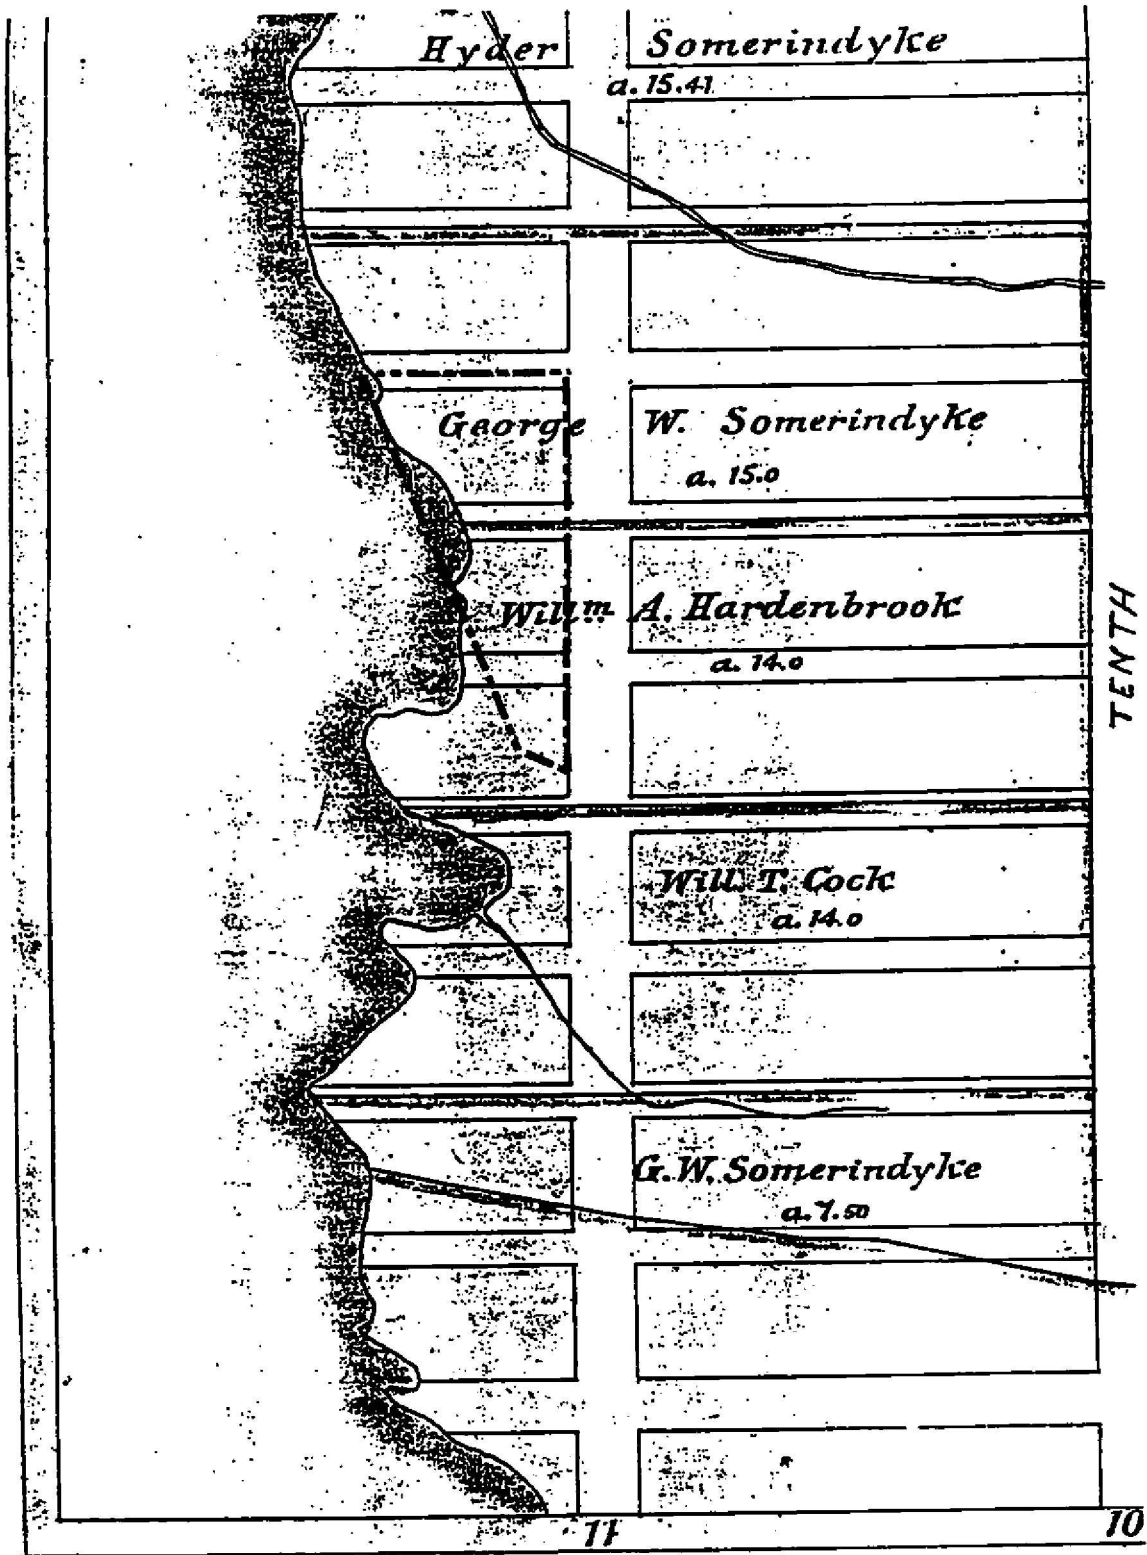 Hyder Somerindyke
a. 15.41
George W. Somerindyke
a. 15.0
Willm. A. Hardenbrook
a. 14.0
TENTH
Will. T. Cock
a. 14.0
G. W. Somerindyke
a. 7.50
11 10